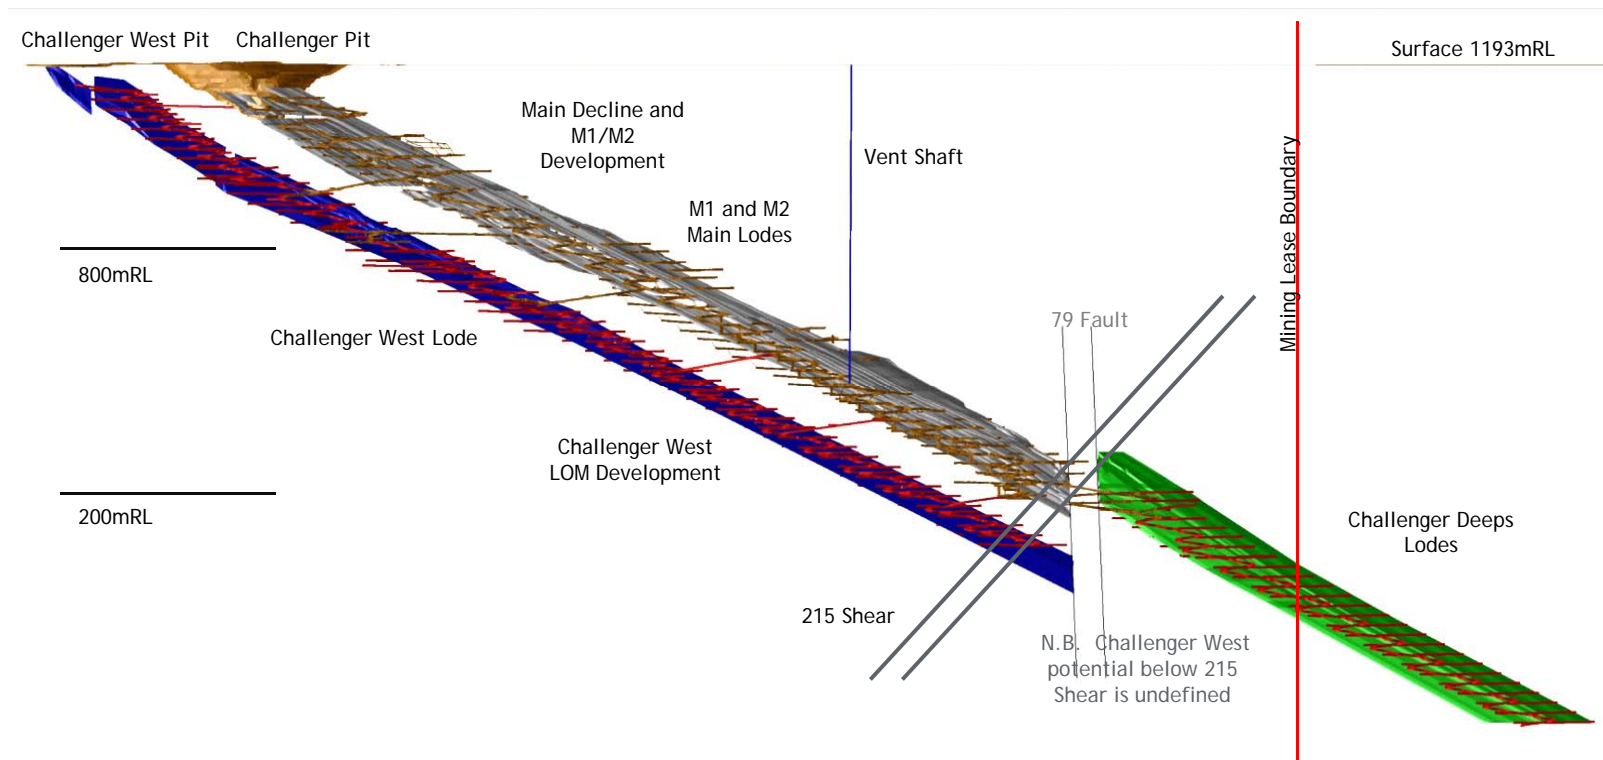 Challenger West Pit
Challenger Pit
Surface 1193mRL
Main Decline and
M1/M2
Development
Vent Shaft
Mining Lease Boundary
M1 and M2
Main Lodes
800mRL
79 Fault
Challenger West Lode
Challenger West
LOM Development
200mRL
Challenger Deeps
Lodes
215 Shear
N.B. Challenger West
potential below 215
Shear is undefined